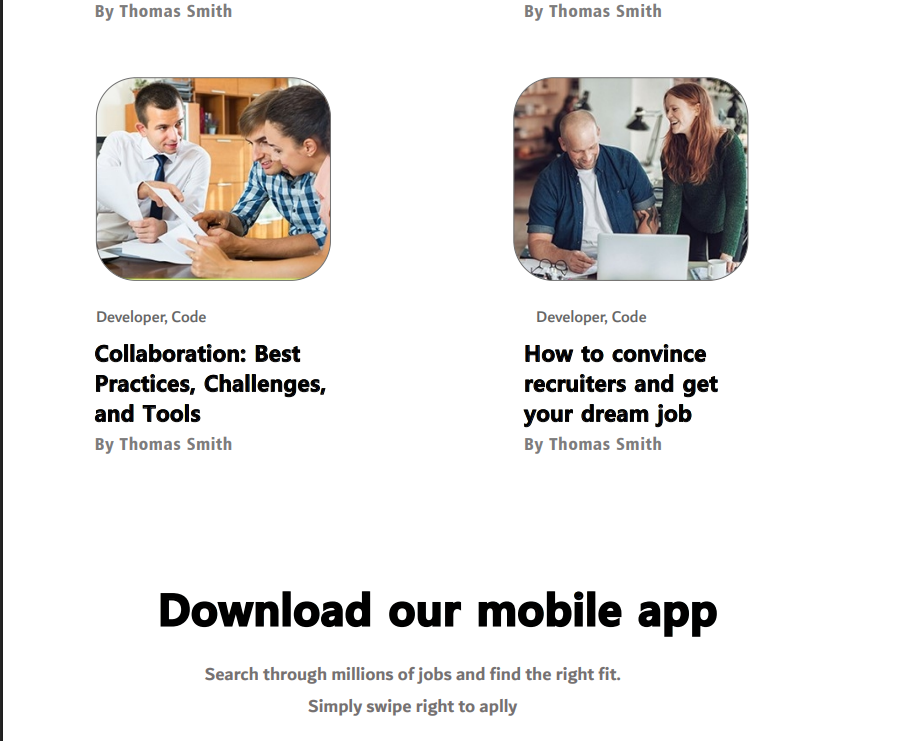 By Thomas Smith
By Thomas Smith
Developer, Code
Collaboration: Best
Practices, Challenges,
and Tools
By Thomas Smith
Developer, Code
How to convince
recruiters and get
your dream job
By Thomas Smith
Download our mobile app
Search through millions of jobs and find the right fit.
Simply swipe right to aplly